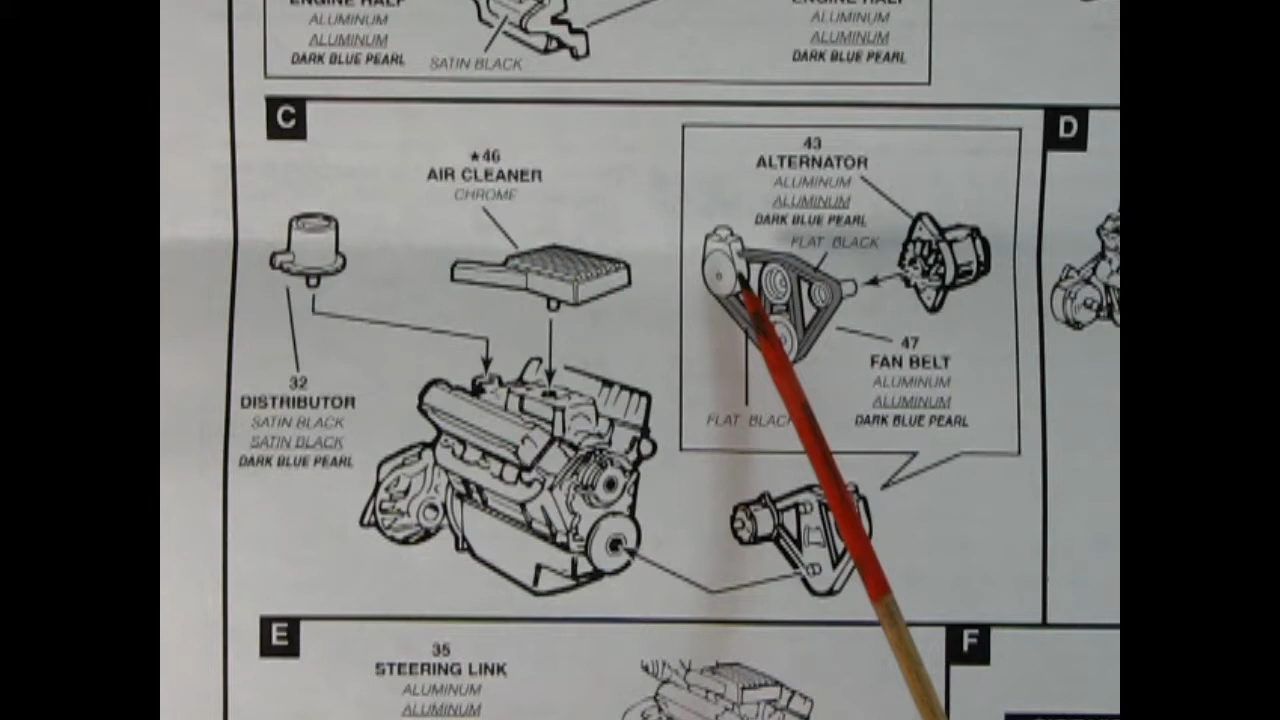 ENGINE HALF
ALUMINUM
ALUMINUM
DARK BLUE PEARL
SATIN BLACK
ENGINE HALF
ALUMINUM
ALUMINUM
DARK BLUE PEARL
C
★46
AIR CLEANER
CHROME
43
ALTERNATOR
ALUMINUM
ALUMINUM
DARK BLUE PEARL
FLAT BLACK
D
32
DISTRIBUTOR
SATIN BLACK
SATIN BLACK
DARK BLUE PEARL
47
FAN BELT
ALUMINUM
ALUMINUM
DARK BLUE PEARL
FLAT BLACK
E
35
STEERING LINK
ALUMINUM
ALUMINUM
F